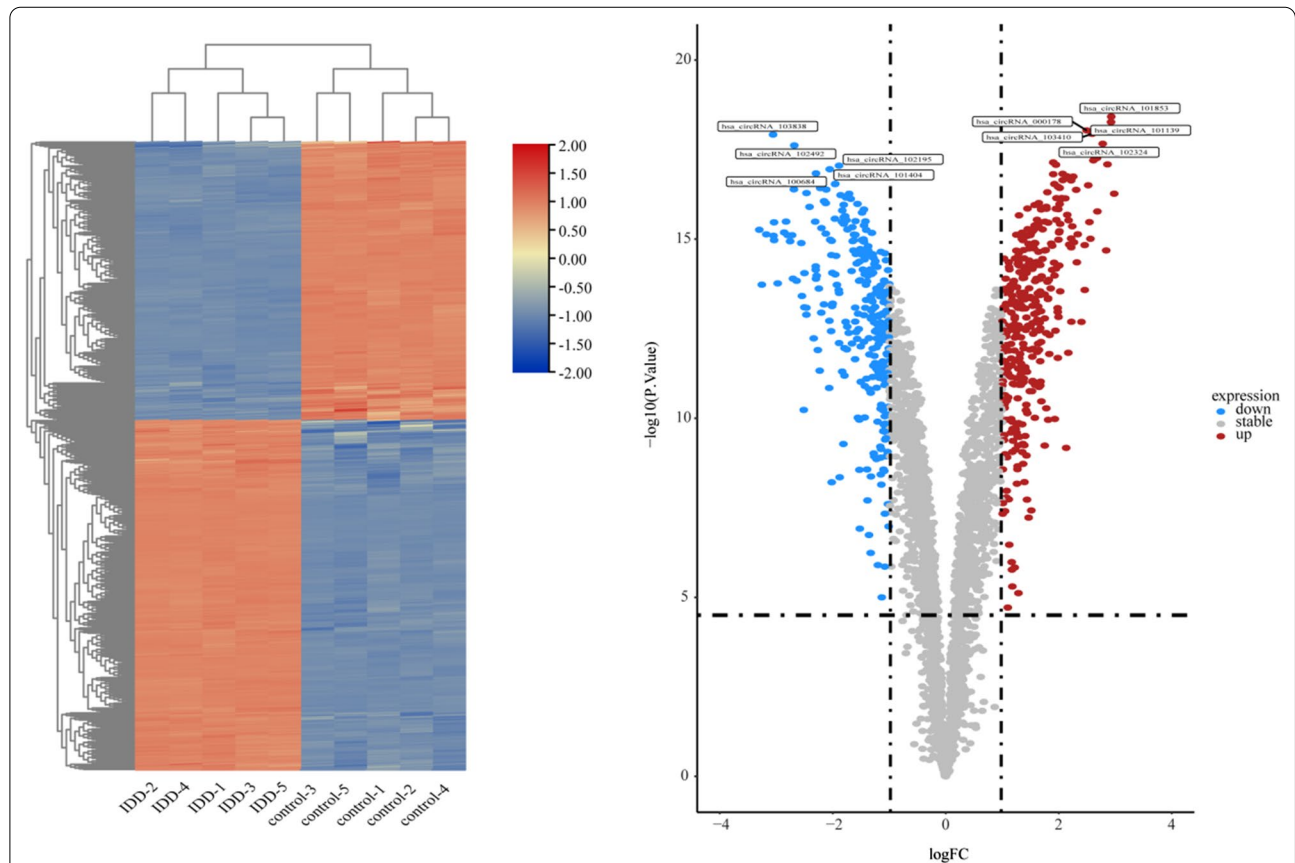 2.00
1.50
1.00
0.50
0.00
-0.50
-1.00
-1.50
-2.00
IDD-2
IDD-4
IDD-1
IDD-3
IDD-5
control-3
control-5
control-1
control-2
control-4
20
15
10
5
0
−log10(P.Value)
hsa_circRNA_103838
hsa_circRNA_102492
hsa_circRNA_102195
hsa_circRNA_101404
hsa_circRNA_100684
hsa_circRNA_101853
hsa_circRNA_000178
hsa_circRNA_101139
hsa_circRNA_103410
hsa_circRNA_102324
−4
−2
0
2
4
logFC
expression
down
stable
up